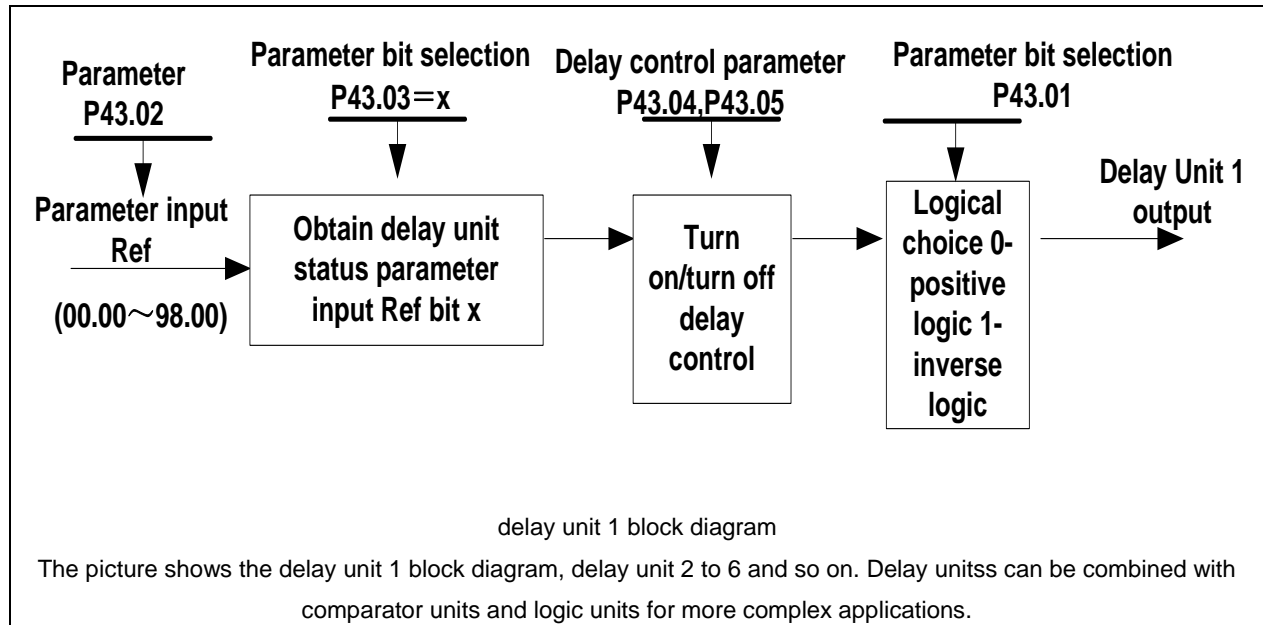 Parameter
P43.02
Parameter bit selection
P43.03=x
Delay control parameter
P43.04,P43.05
Parameter bit selection
P43.01
Parameter input
Ref
(00.00～98.00)
Obtain delay unit
status parameter
input Ref bit x
Turn
on/turn off
delay
control
Logical
choice 0-
positive
logic 1-
inverse
logic
Delay Unit 1
output
delay unit 1 block diagram
The picture shows the delay unit 1 block diagram, delay unit 2 to 6 and so on. Delay unitss can be combined with
comparator units and logic units for more complex applications.